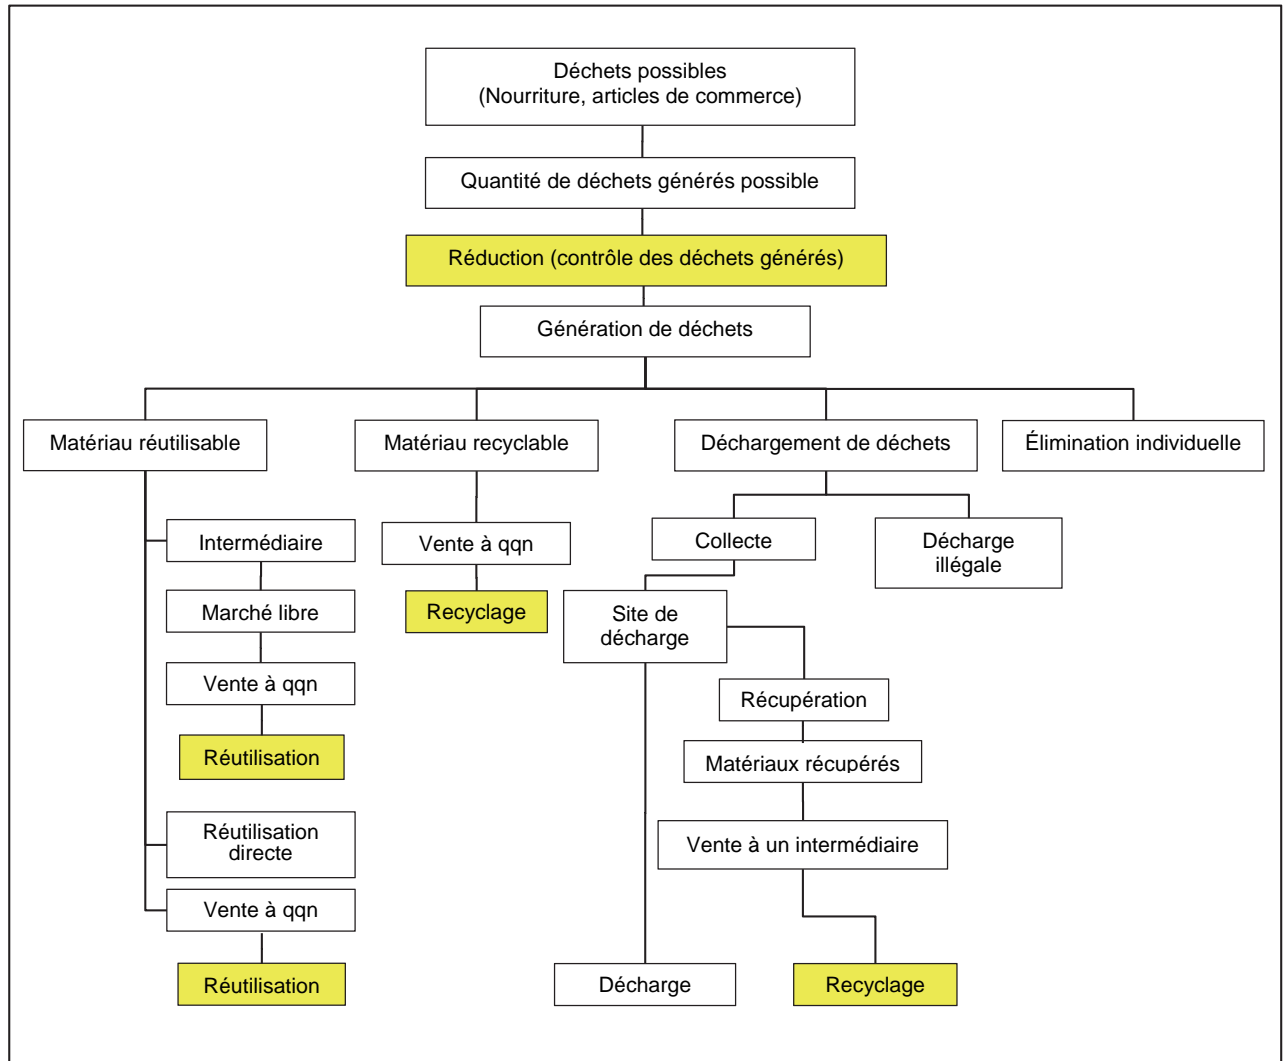 Déchets possibles
(Nourriture, articles de commerce)
Quantité de déchets générés possible
Réduction (contrôle des déchets générés)
Génération de déchets
Matériau réutilisable
Matériau recyclable
Déchargement de déchets
Élimination individuelle
Intermédiaire
Vente à qqn
Collecte
Décharge
illégale
Marché libre
Recyclage
Site de
décharge
Vente à qqn
Récupération
Réutilisation
Matériaux récupérés
Réutilisation
directe
Vente à un intermédiaire
Vente à qqn
Réutilisation
Décharge
Recyclage